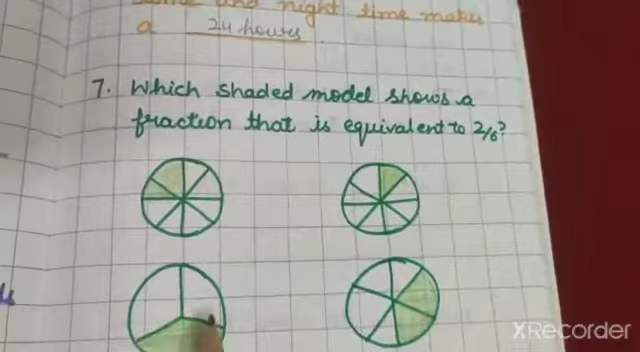 night time makes
a 24 hours.
7. Which shaded model shows a
fraction that is equivalent to 2/6?
XRecorder